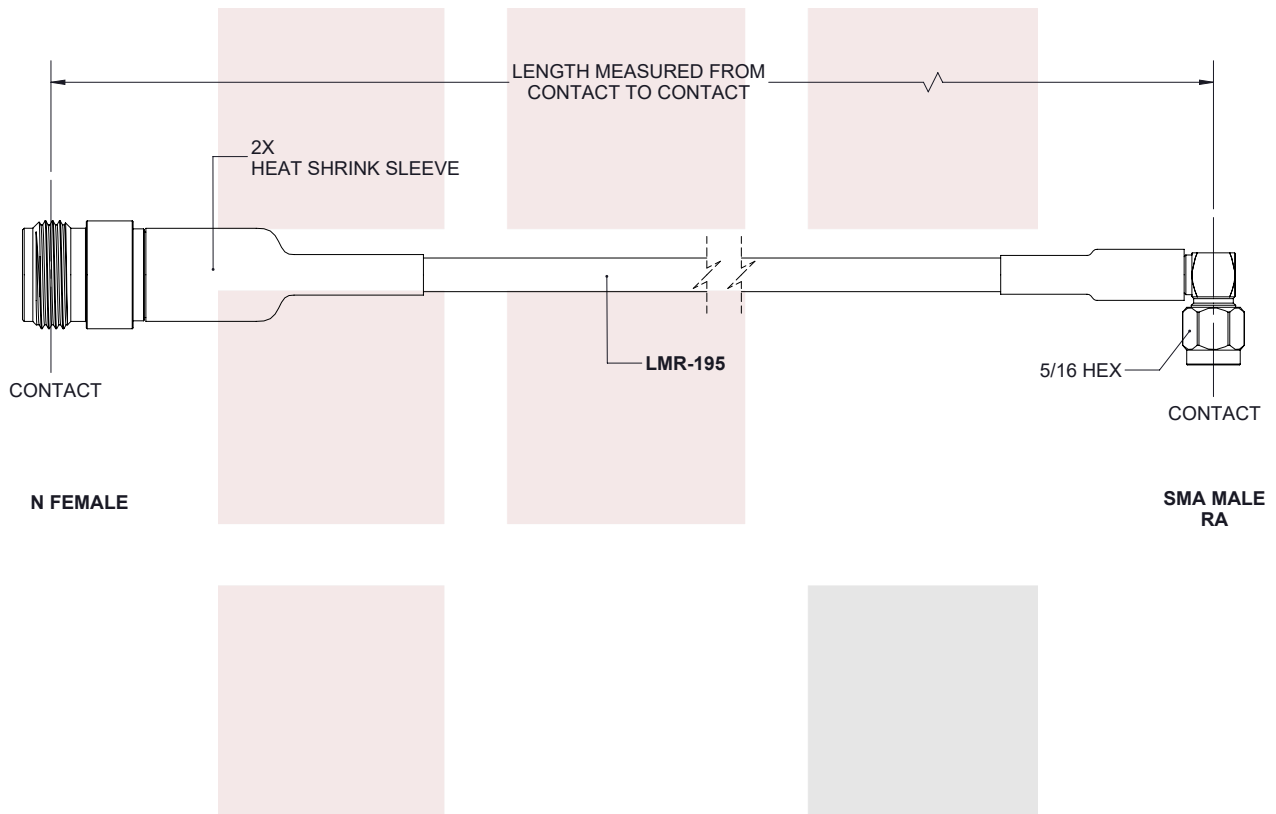 LENGTH MEASURED FROM
CONTACT TO CONTACT
2X
HEAT SHRINK SLEEVE
LMR-195
5/16 HEX
CONTACT
CONTACT
N FEMALE
SMA MALE
RA